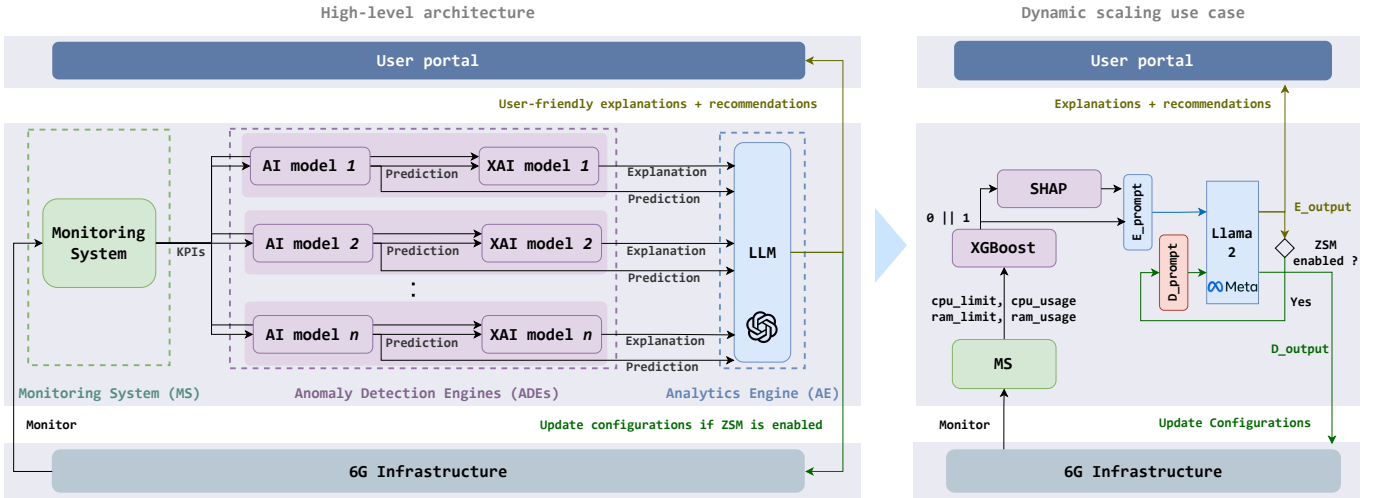 High-level architecture
User portal
User-friendly explanations + recommendations
Monitoring
System
KPIs
AI model 1
Prediction
XAI model 1
Explanation
Prediction
AI model 2
Prediction
XAI model 2
Explanation
Prediction
:
AI model n
Prediction
XAI model n
Explanation
Prediction
LLM
Monitoring System (MS)
Anomaly Detection Engines (ADEs)
Analytics Engine (AE)
Monitor
Update configurations if ZSM is enabled
6G Infrastructure
Dynamic scaling use case
User portal
Explanations + recommendations
SHAP
0 || 1
XGBoost
E_prompt
D_prompt
Llama
2
Meta
E_output
ZSM
enabled ?
Yes
cpu_limit, cpu_usage
ram_limit, ram_usage
D_output
MS
Monitor
Update Configurations
6G Infrastructure